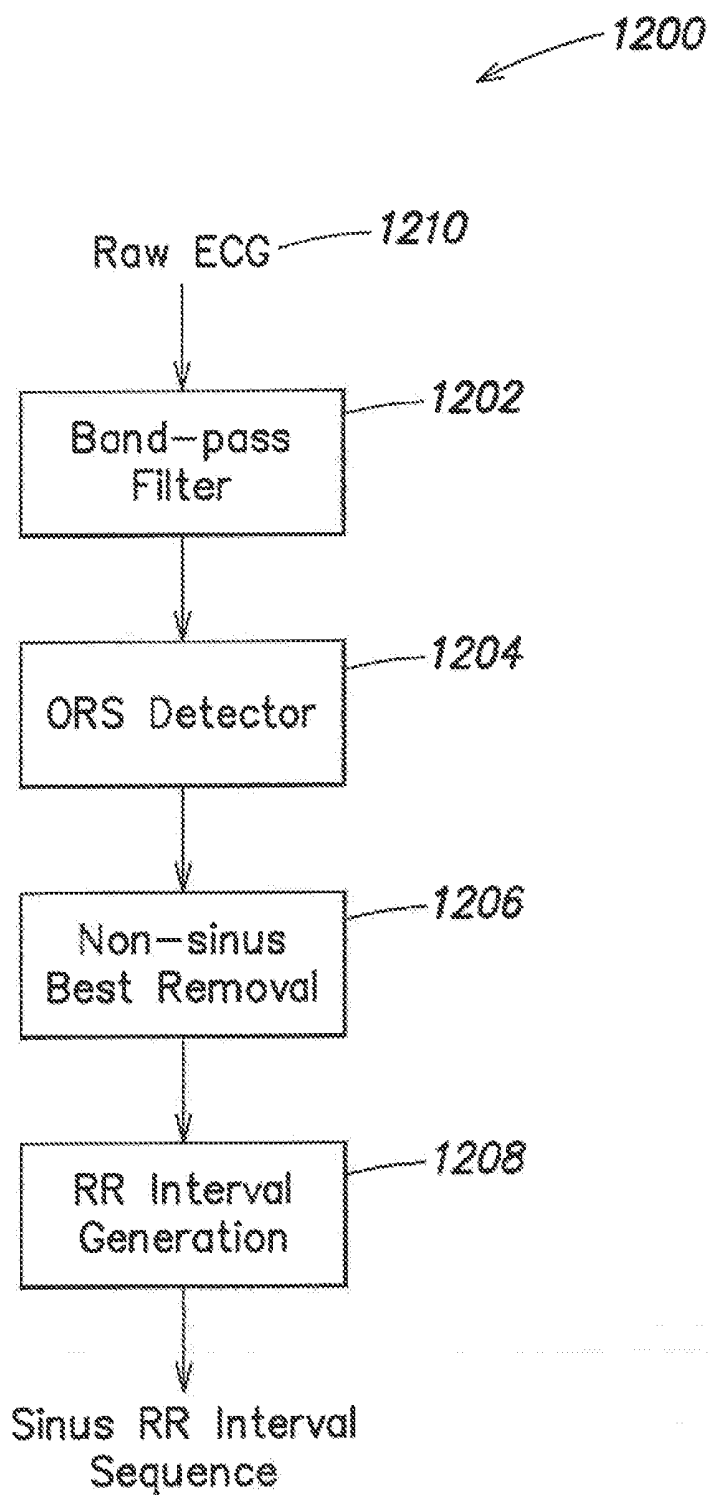 1200
Raw ECG
1210
Band-pass
Filter
1202
ORS Detector
1204
Non-sinus
Best Removal
1206
RR Interval
Generation
1208
Sinus RR Interval
Sequence